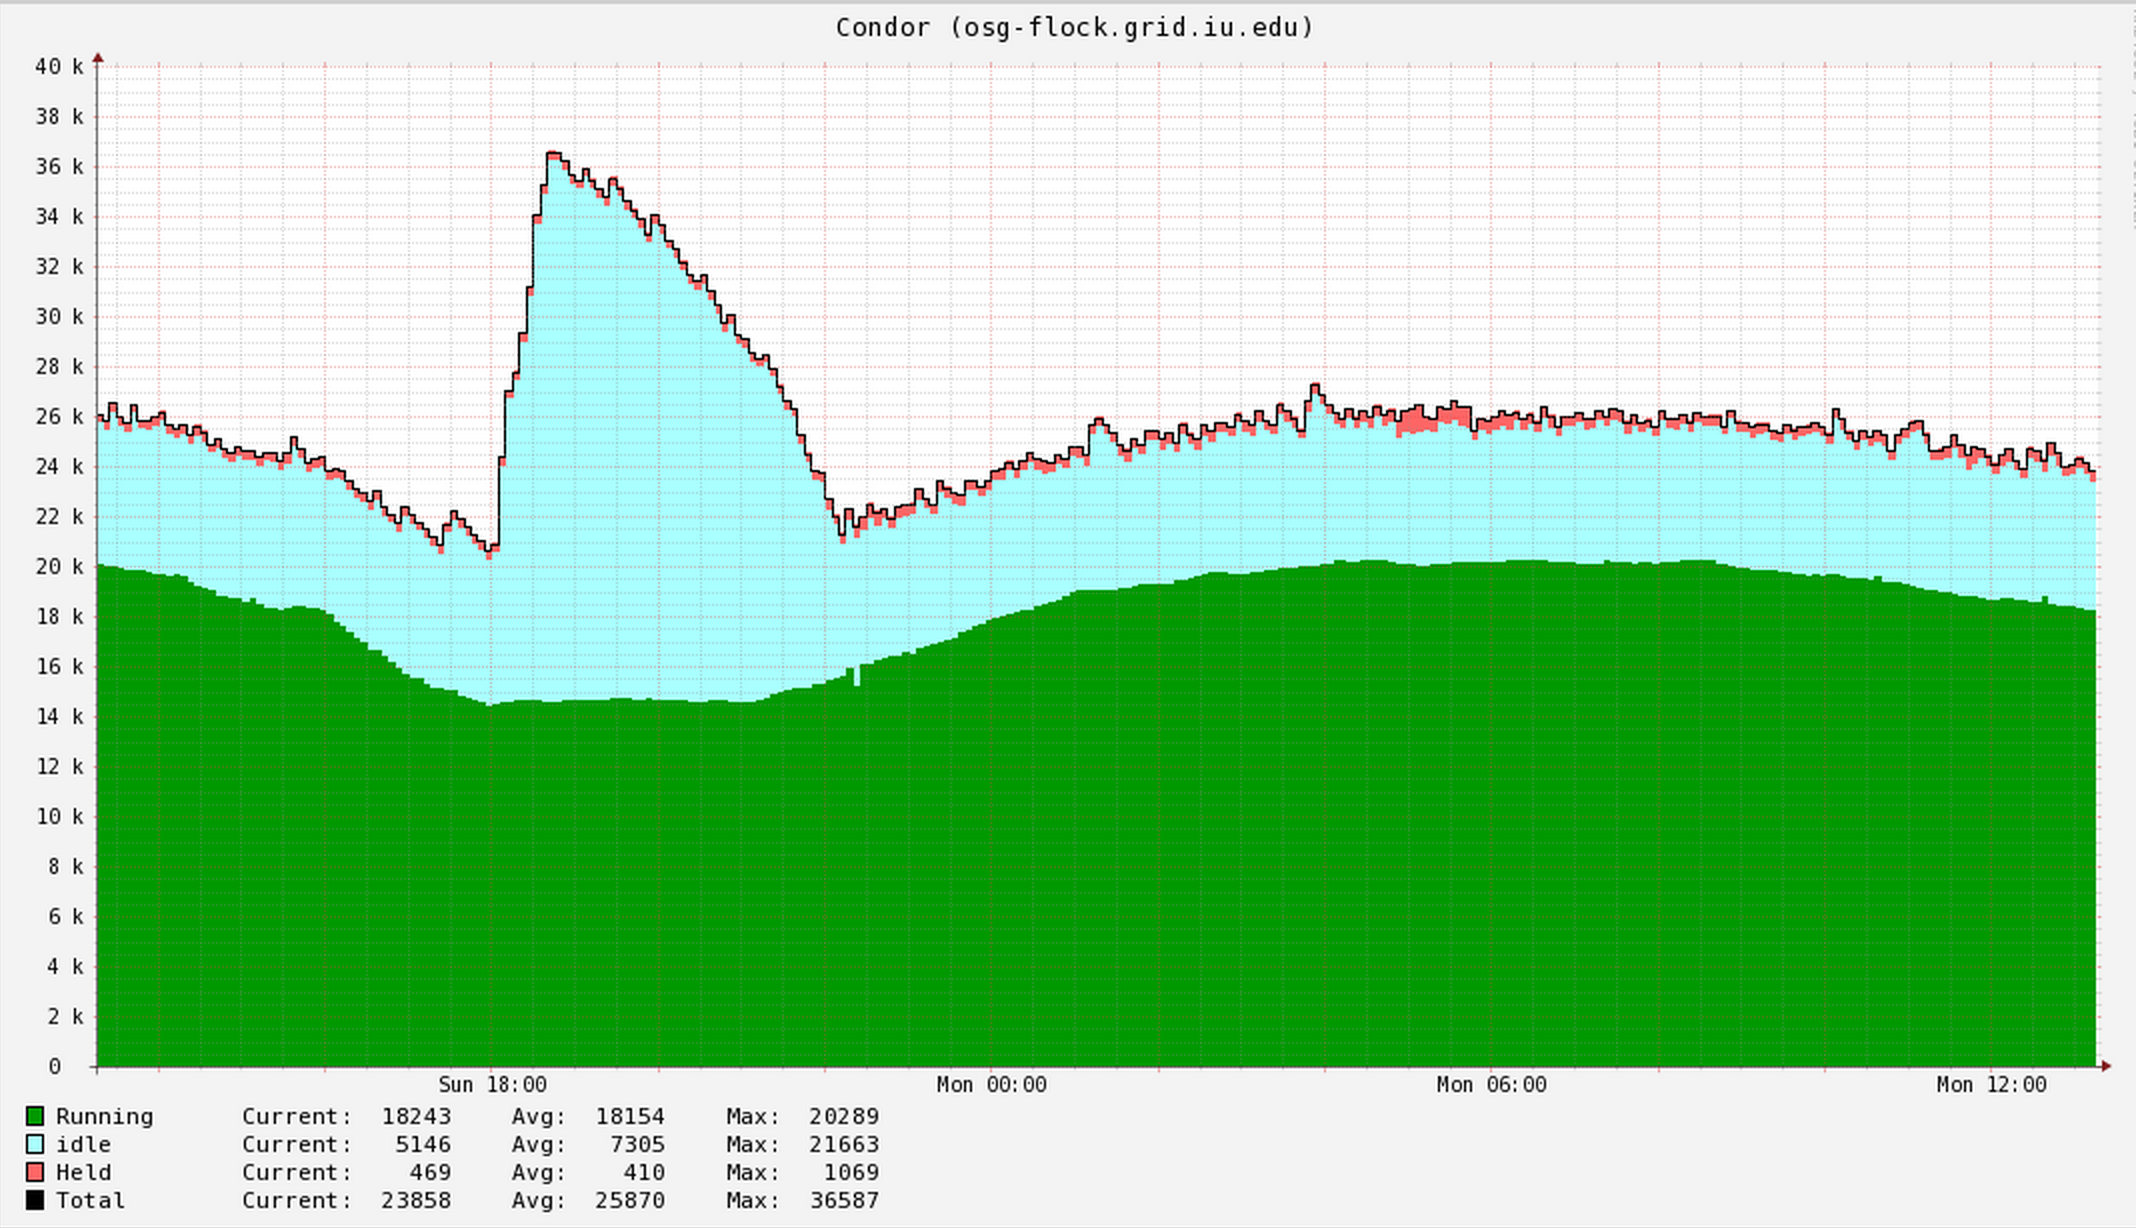 Condor (osg-flock.grid.iu.edu)
40 k
38 k
36 k
34 k
32 k
30 k
28 k
26 k
24 k
22 k
20 k
18 k
16 k
14 k
12 k
10 k
8 k
6 k
4 k
2 k
0
Sun 18:00 Mon 00:00 Mon 06:00 Mon 12:00
Running Current: 18243 Avg: 18154 Max: 20289
idle Current: 5146 Avg: 7305 Max: 21663
Held Current: 469 Avg: 410 Max: 1069
Total Current: 23858 Avg: 25870 Max: 36587